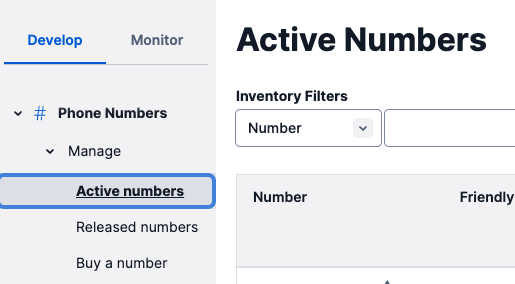 Develop
Monitor
# Phone Numbers
Manage
Active numbers
Released numbers
Buy a number
Active Numbers
Inventory Filters
Number
Number
Friendly